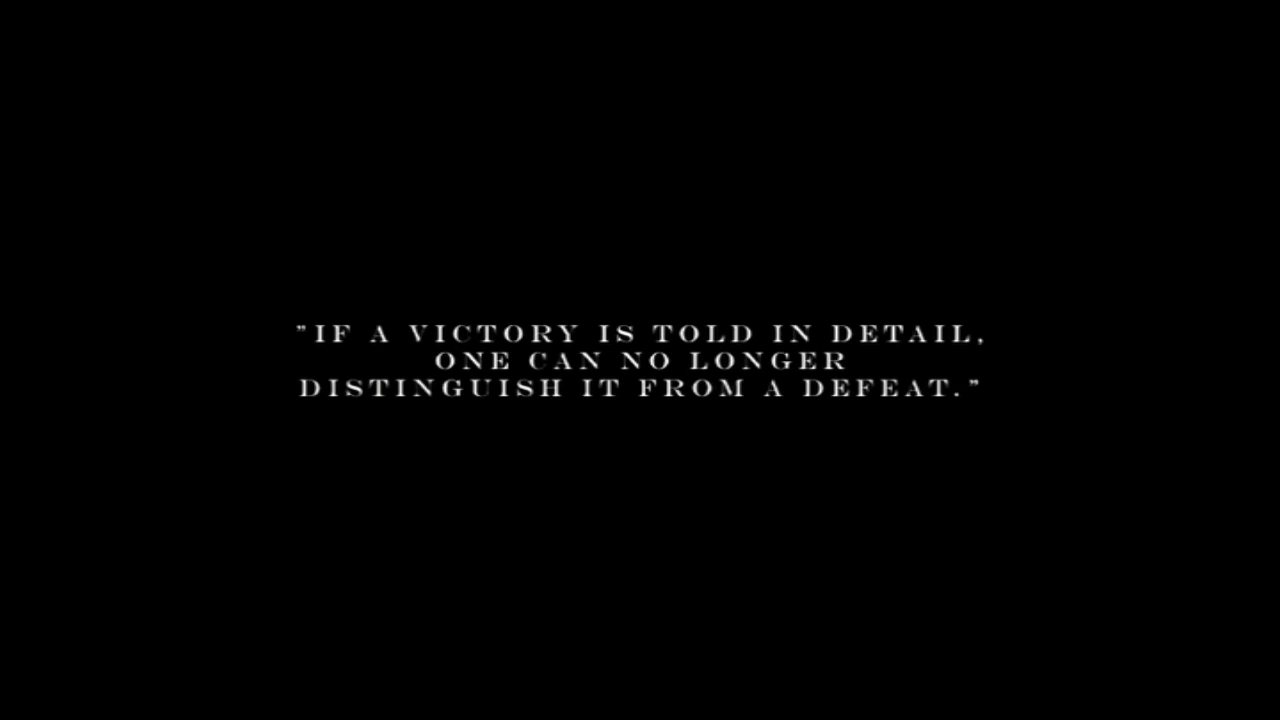 "IF A VICTORY IS TOLD IN DETAIL,
ONE CAN NO LONGER
DISTINGUISH IT FROM A DEFEAT."